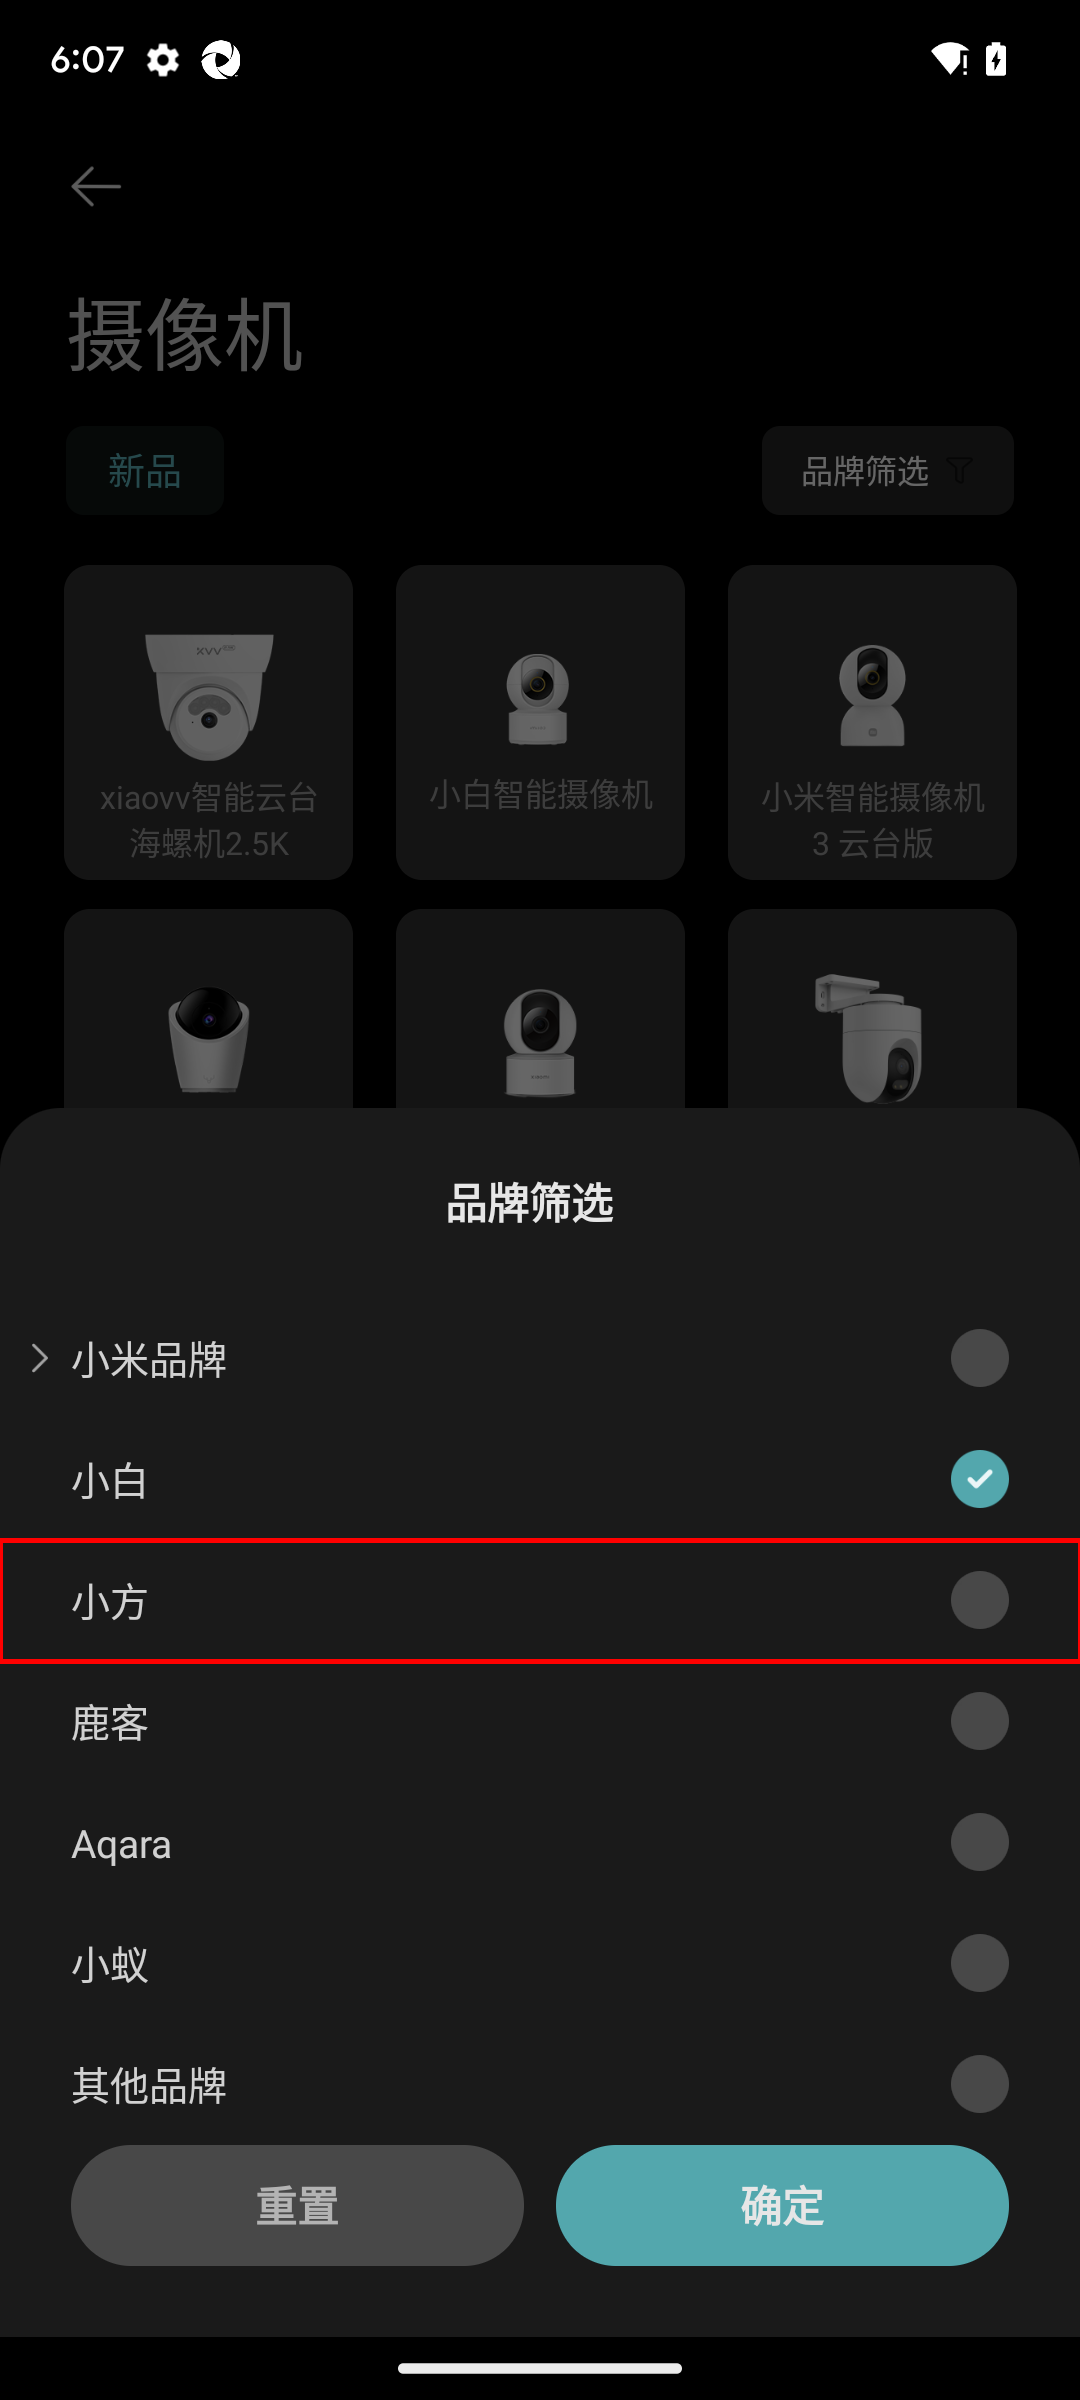 6:07
摄像机
新品
品牌筛选
xiaovv智能云台
海螺机2.5K
小白智能摄像机
小米智能摄像机
3 云台版
品牌筛选
小米品牌
小白
小方
鹿客
Aqara
小蚁
其他品牌
重置
确定